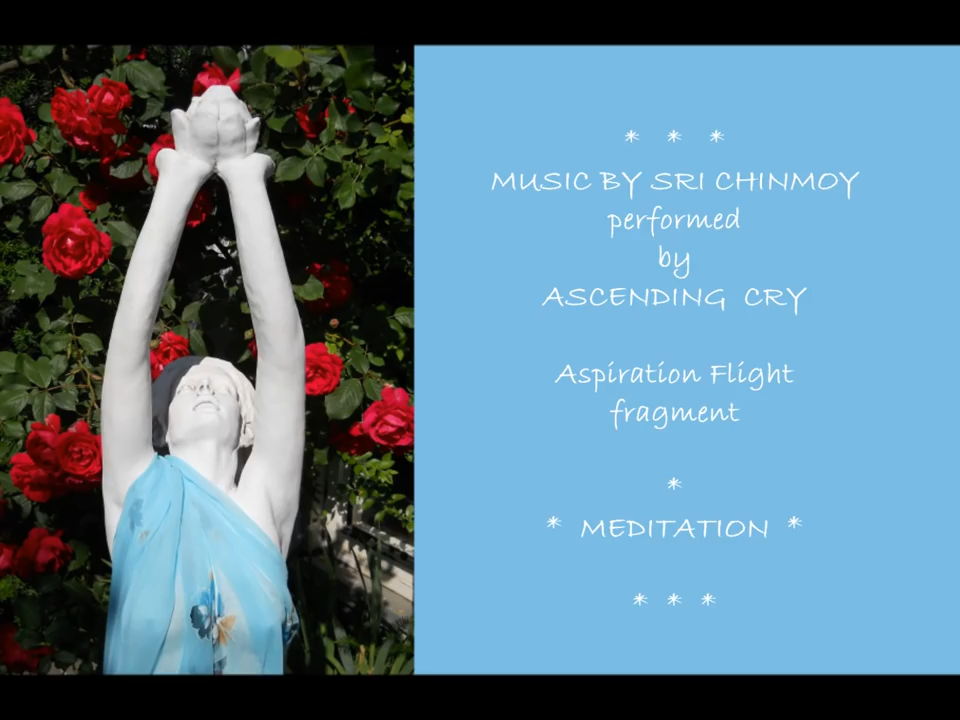 * * *
MUSIC BY SRI CHINMOY
performed
by
ASCENDING CRY
Aspiration Flight
fragment
*
* MEDITATION *
* * *